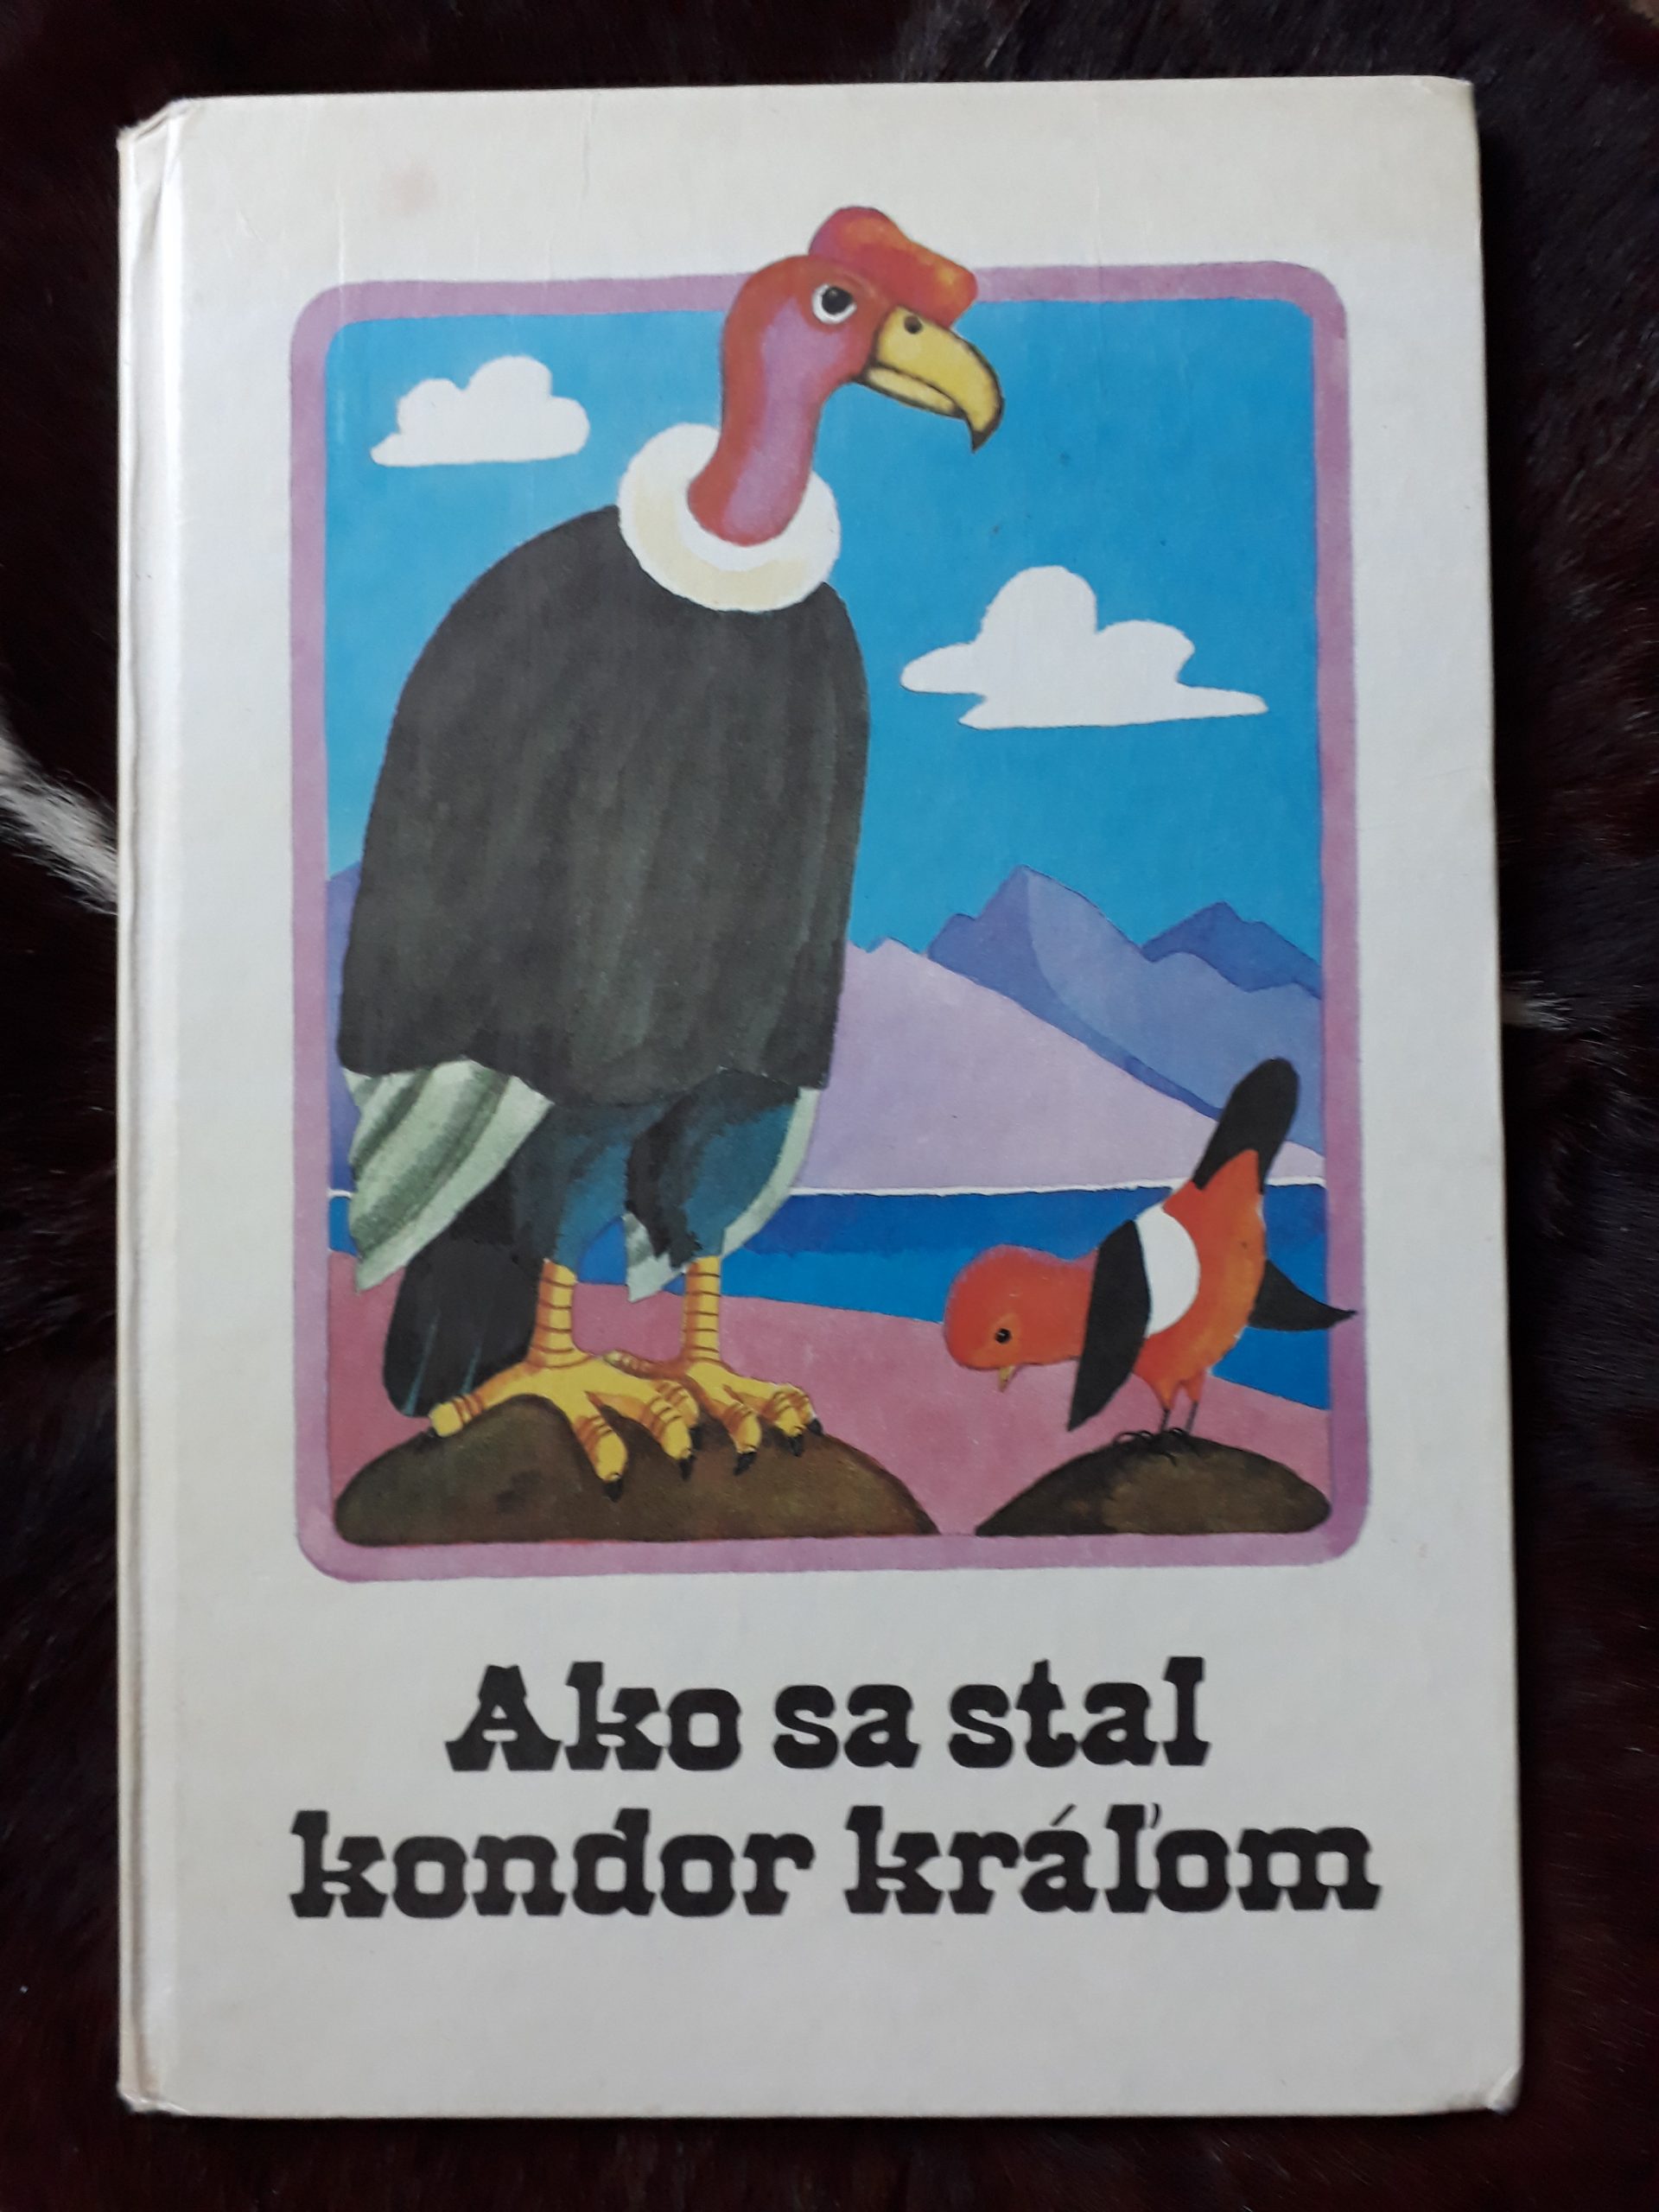 Ako sa stal
kondor kráľom